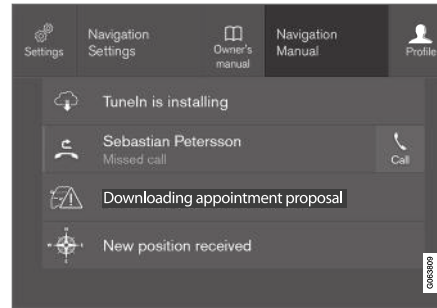 Settings
Navigation
Settings
Owner's
manual
Navigation
Manual
Profile
TuneIn is installing
Sebastian Petersson
Missed call
Call
Downloading appointment proposal
N
New position received
G063809